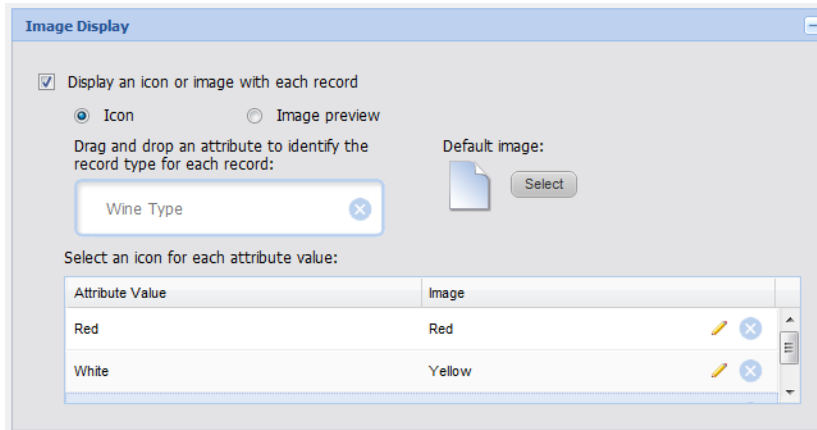 Image Display
Display an icon or image with each record
Icon
Image preview
Drag and drop an attribute to identify the
record type for each record:
Default image:
Wine Type
Select
Select an icon for each attribute value:
Attribute Value
Image
Red
Red
White
Yellow